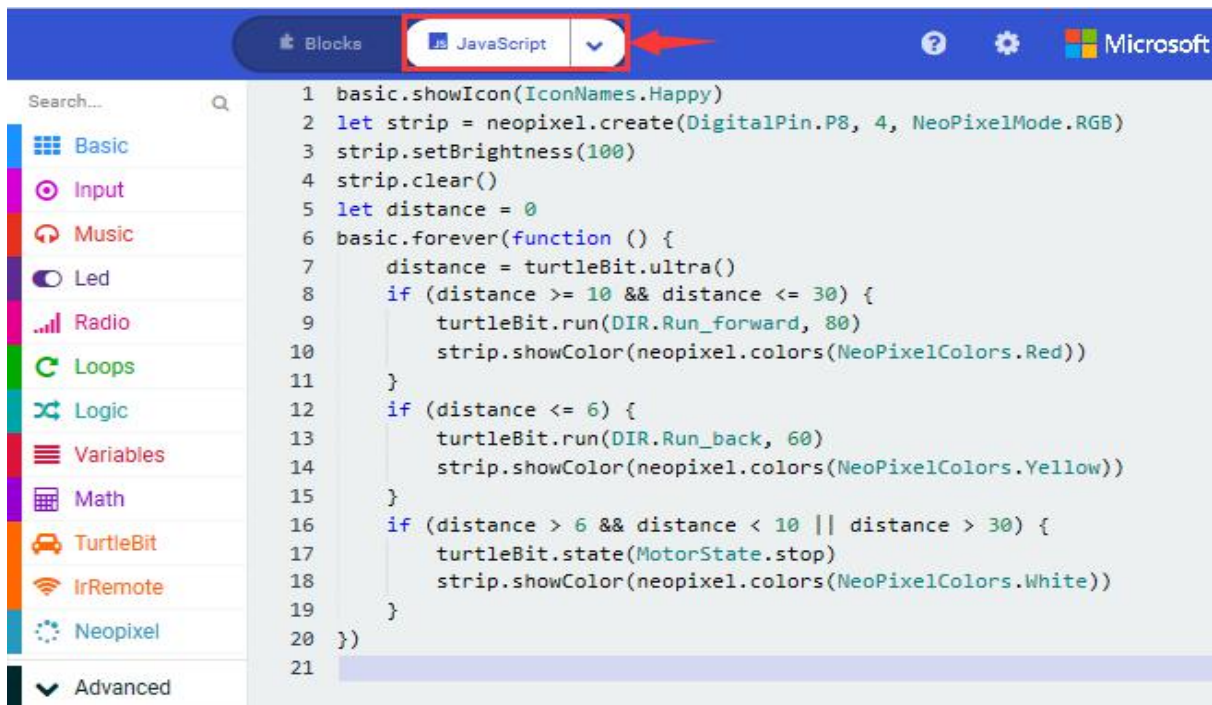 Blocks
JS JavaScript
Microsoft
Search...
Basic
Input
Music
Led
Radio
Loops
Logic
Variables
Math
TurtleBit
IrRemote
Neopixel
Advanced
1 basic.showIcon(IconNames.Happy)
2 let strip = neopixel.create(DigitalPin.P8, 4, NeoPixelMode.RGB)
3 strip.setBrightness(100)
4 strip.clear()
5 let distance = 0
6 basic.forever(function () {
7     distance = turtleBit.ultra()
8     if (distance >= 10 && distance <= 30) {
9         turtleBit.run(DIR.Run_forward, 80)
10         strip.showColor(neopixel.colors(NeoPixelColors.Red))
11     }
12     if (distance <= 6) {
13         turtleBit.run(DIR.Run_back, 60)
14         strip.showColor(neopixel.colors(NeoPixelColors.Yellow))
15     }
16     if (distance > 6 && distance < 10 || distance > 30) {
17         turtleBit.state(MotorState.stop)
18         strip.showColor(neopixel.colors(NeoPixelColors.White))
19     }
20 })
21